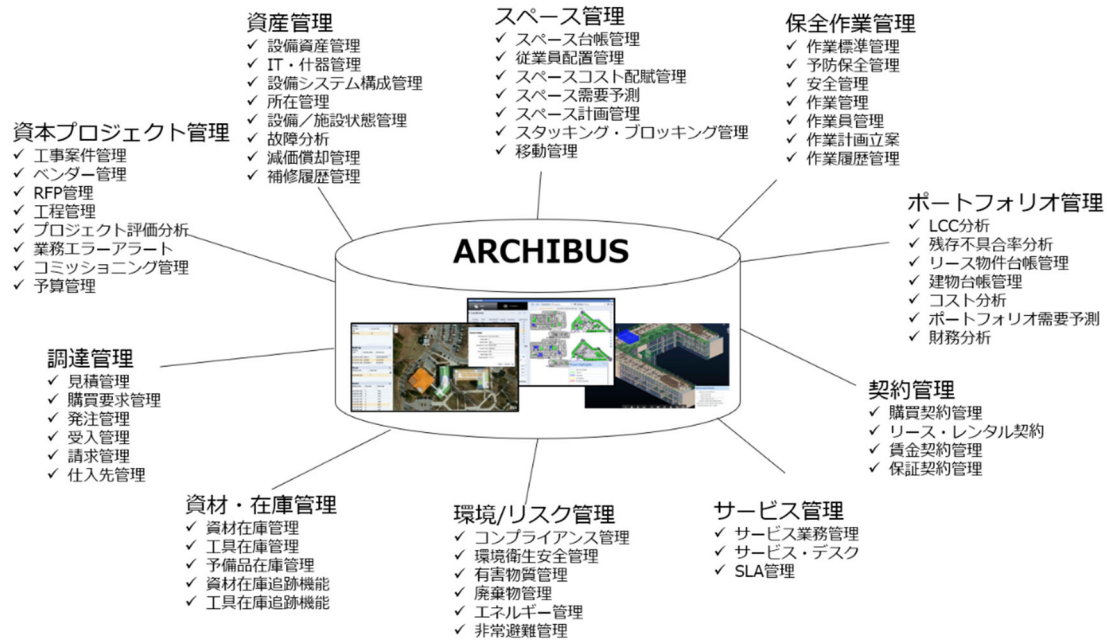 資産管理
✓ 設備資産管理
✓ IT・什器管理
✓ 設備システム構成管理
✓ 所在管理
✓ 設備／施設状態管理
✓ 故障分析
✓ 減価償却管理
✓ 補修履歴管理
スペース管理
✓ スペース台帳管理
✓ 従業員配置管理
✓ スペースコスト配賦管理
✓ スペース需要予測
✓ スペース計画管理
✓ スタッキング・ブロッキング管理
✓ 移動管理
保全作業管理
✓ 作業標準管理
✓ 予防保全管理
✓ 安全管理
✓ 作業管理
✓ 作業員管理
✓ 作業計画立案
✓ 作業履歴管理
資本プロジェクト管理
✓ 工事案件管理
✓ ベンダー管理
✓ RFP管理
✓ 工程管理
✓ プロジェクト評価分析
✓ 業務エラーアラート
✓ コミッショニング管理
✓ 予算管理
ARCHIBUS
ポートフォリオ管理
✓ LCC分析
✓ 残存不具合率分析
✓ リース物件台帳管理
✓ 建物台帳管理
✓ コスト分析
✓ ポートフォリオ需要予測
✓ 財務分析
調達管理
✓ 見積管理
✓ 購買要求管理
✓ 発注管理
✓ 受入管理
✓ 請求管理
✓ 仕入先管理
契約管理
✓ 購買契約管理
✓ リース・レンタル契約
✓ 賃金契約管理
✓ 保証契約管理
資材・在庫管理
✓ 資材在庫管理
✓ 工具在庫管理
✓ 予備品在庫管理
✓ 資材在庫追跡機能
✓ 工具在庫追跡機能
環境/リスク管理
✓ コンプライアンス管理
✓ 環境衛生安全管理
✓ 有害物質管理
✓ 廃棄物管理
✓ エネルギー管理
✓ 非常避難管理
サービス管理
✓ サービス業務管理
✓ サービス・デスク
✓ SLA管理